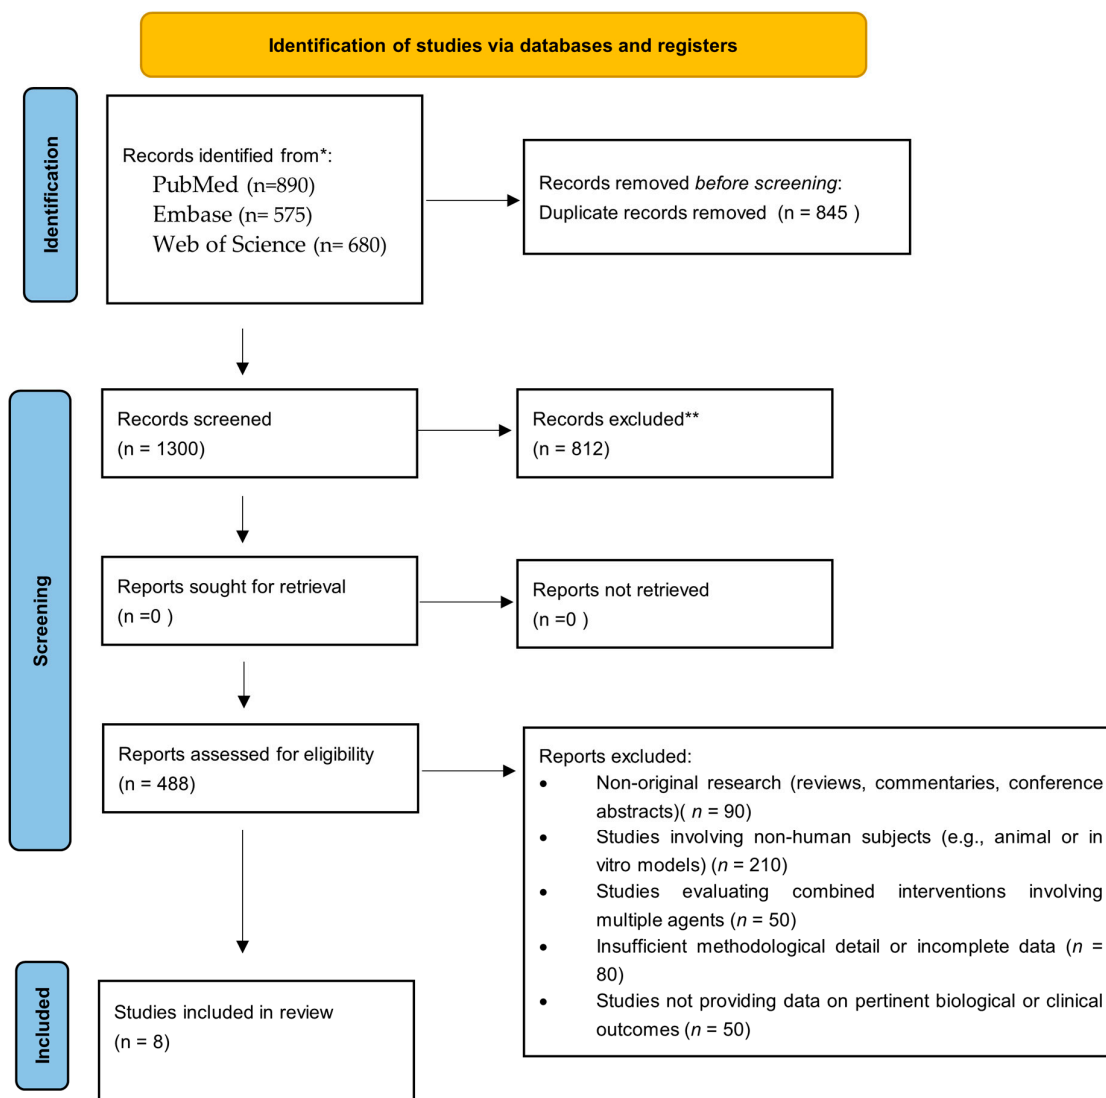 Identification of studies via databases and registers
Identification
Records identified from*:
PubMed (n=890)
Embase (n= 575)
Web of Science (n= 680)
Records removed before screening:
Duplicate records removed  (n = 845 )
Screening
Records screened
(n = 1300)
Records excluded**
(n = 812)
Reports sought for retrieval
(n =0 )
Reports not retrieved
(n =0 )
Reports assessed for eligibility
(n = 488)
Reports excluded:
• Non-original research (reviews, commentaries, conference
abstracts)( n = 90)
• Studies involving non-human subjects (e.g., animal or in
vitro models) (n = 210)
• Studies evaluating combined interventions involving
multiple agents (n = 50)
• Insufficient methodological detail or incomplete data (n =
80)
• Studies not providing data on pertinent biological or clinical
outcomes (n = 50)
Included
Studies included in review
(n = 8)